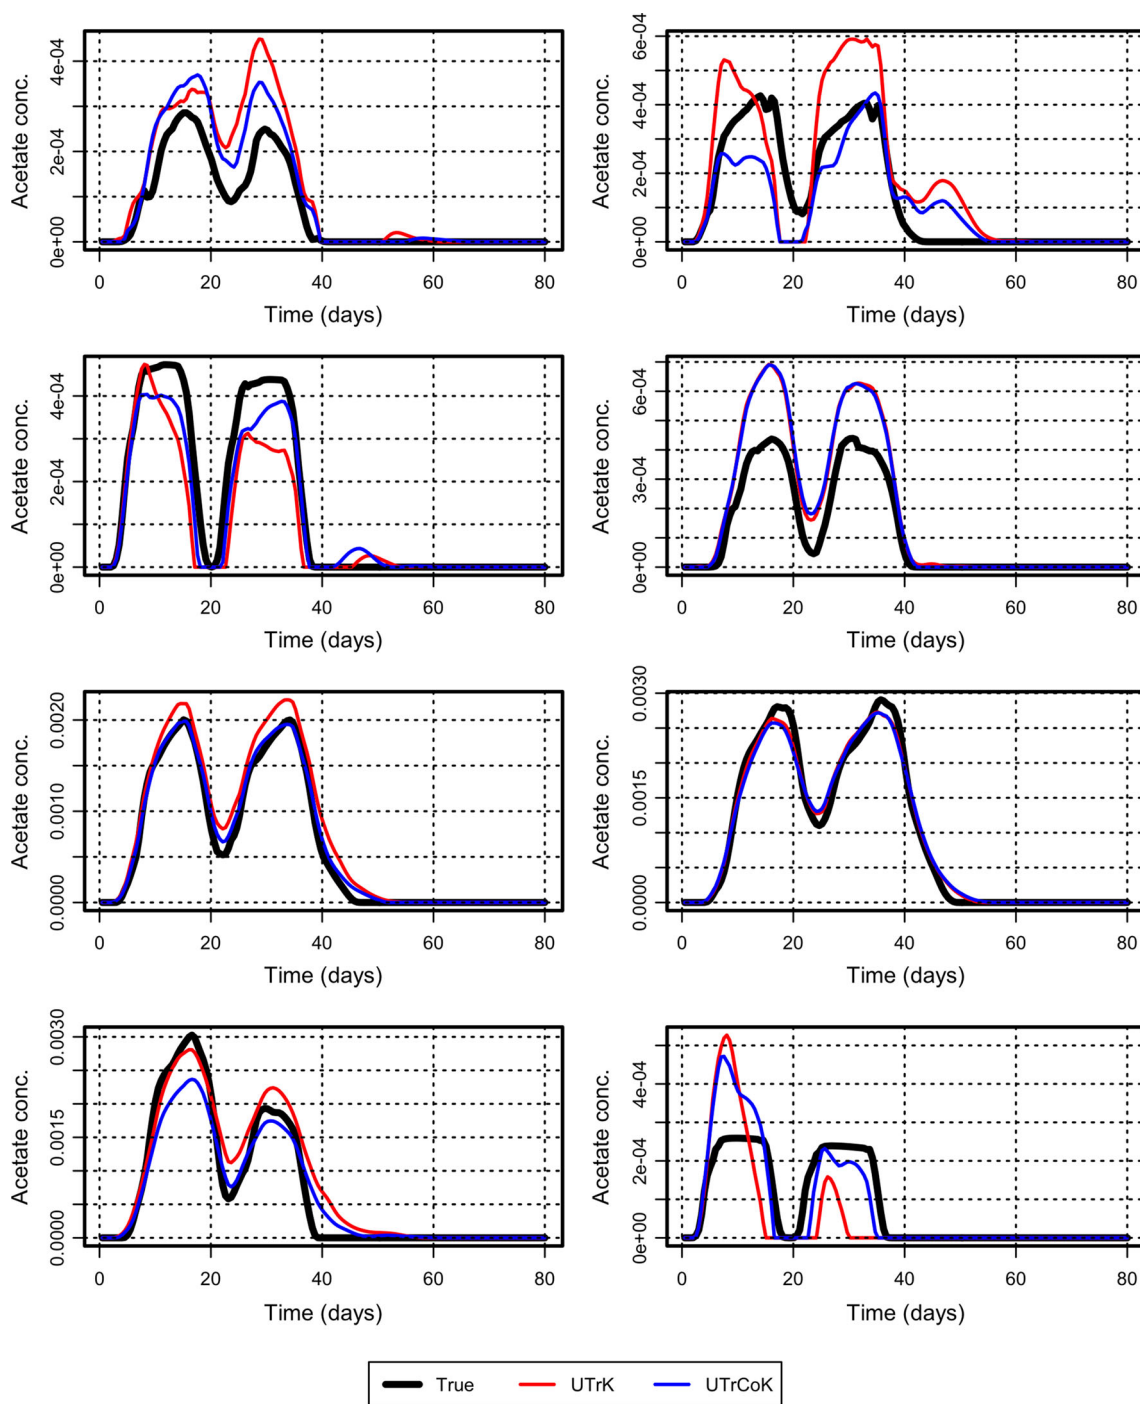 Acetate conc.
0e+00 2e-04 4e-04
0 20 40 60 80
Time (days)
Acetate conc.
0e+00 2e-04 4e-04 6e-04
0 20 40 60 80
Time (days)
Acetate conc.
0e+00 2e-04 4e-04
0 20 40 60 80
Time (days)
Acetate conc.
0e+00 3e-04 6e-04
0 20 40 60 80
Time (days)
Acetate conc.
0.0000 0.0010 0.0020
0 20 40 60 80
Time (days)
Acetate conc.
0.000 0.0015 0.0030
0 20 40 60 80
Time (days)
Acetate conc.
0.0000 0.0015 0.0030
0 20 40 60 80
Time (days)
Acetate conc.
0e+00 2e-04 4e-04
0 20 40 60 80
Time (days)
True UTrK UTrCoK